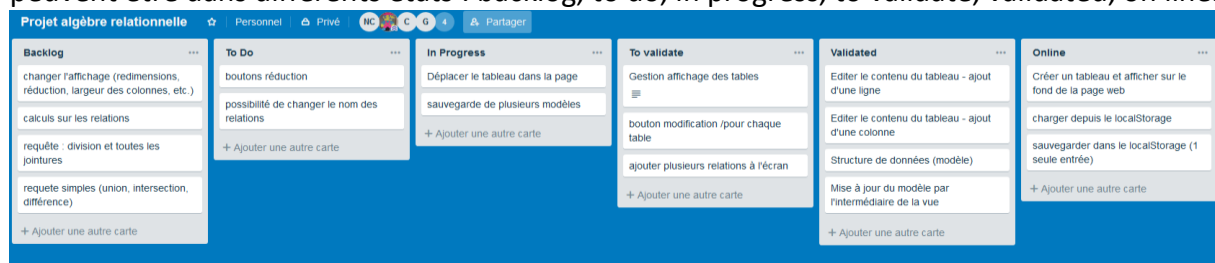 peuvent être dans différents états : backlog, to do, in progress, to validate, validated, on line.
Projet algèbre relationnelle
Personnel
Privé
NC
C
G
4
Partager
Backlog
changer l'affichage (redimensions,
réduction, largeur des colonnes, etc.)
calculs sur les relations
requête : division et toutes les
jointures
requete simples (union, intersection,
différence)
+ Ajouter une autre carte
To Do
boutons réduction
possibilité de changer le nom des
relations
+ Ajouter une autre carte
In Progress
Déplacer le tableau dans la page
sauvegarde de plusieurs modèles
+ Ajouter une autre carte
To validate
Gestion affichage des tables
bouton modification /pour chaque
table
ajouter plusieurs relations à l'écran
+ Ajouter une autre carte
Validated
Editer le contenu du tableau - ajout
d'une ligne
Editer le contenu du tableau - ajout
d'une colonne
Structure de données (modèle)
Mise à jour du modèle par
l'intermédiaire de la vue
+ Ajouter une autre carte
Online
Créer un tableau et afficher sur le
fond de la page web
charger depuis le localStorage
sauvegarder dans le localStorage (1
seule entrée)
+ Ajouter une autre carte